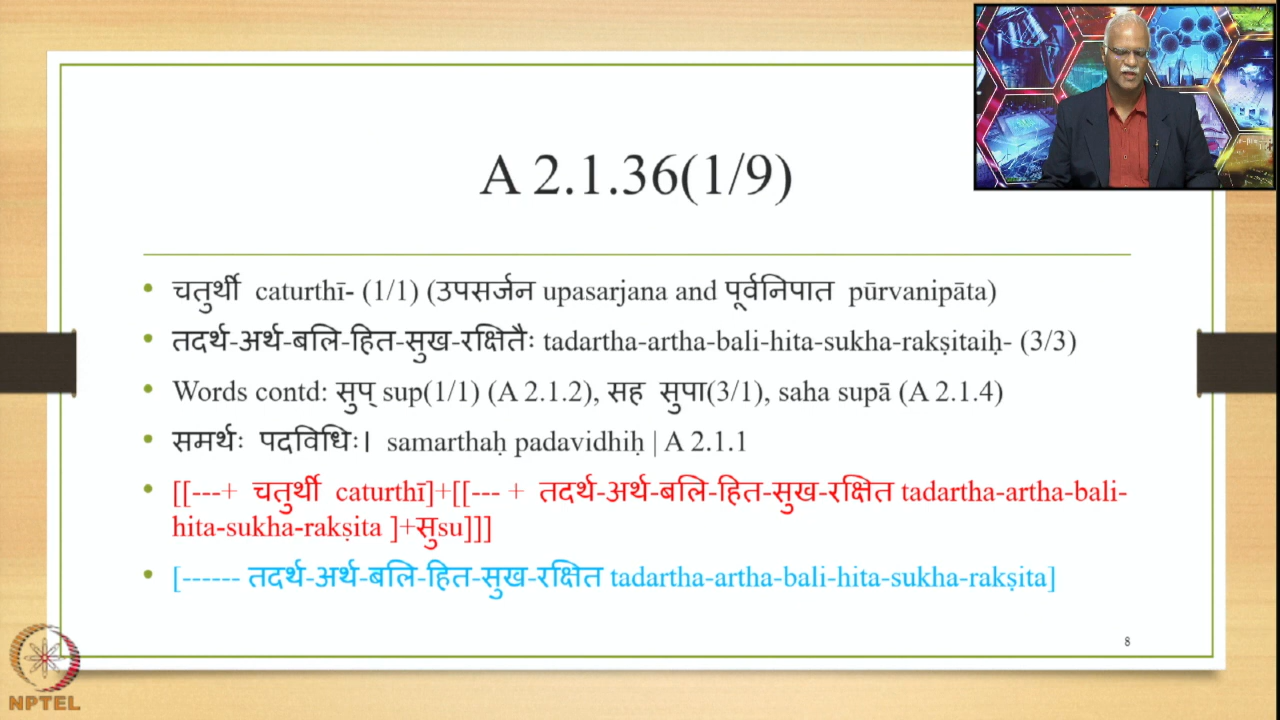 A 2.1.36(1/9)
• चतुर्थी caturthī- (1/1) (उपसर्जन upasarjana and पूर्वनिपात pūrvanipāta)
• तदर्थ-अर्थ-बलि-हित-सुख-रक्षितैः tadartha-artha-bali-hita-sukha-rakṣitaiḥ- (3/3)
• Words contd: सुप् sup(1/1) (A 2.1.2), सह सुपा(3/1), saha supā (A 2.1.4)
• समर्थः पदविधिः। samarthaḥ padavidhiḥ | A 2.1.1
• [[---+ चतुर्थी caturthī]+[[--- + तदर्थ-अर्थ-बलि-हित-सुख-रक्षित tadartha-artha-bali-
hita-sukha-rakṣita ]+सुsu]]]
• [------ तदर्थ-अर्थ-बलि-हित-सुख-रक्षित tadartha-artha-bali-hita-sukha-rakṣita]
8
NPTEL